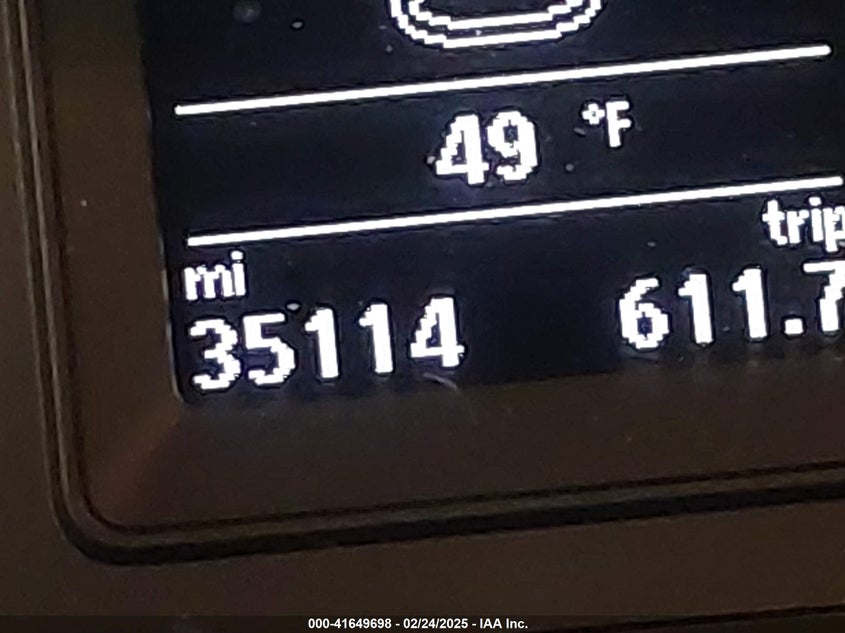 49 °F
trip
mi
35114 611.7
000-41649698 - 02/24/2025 - IAA Inc.